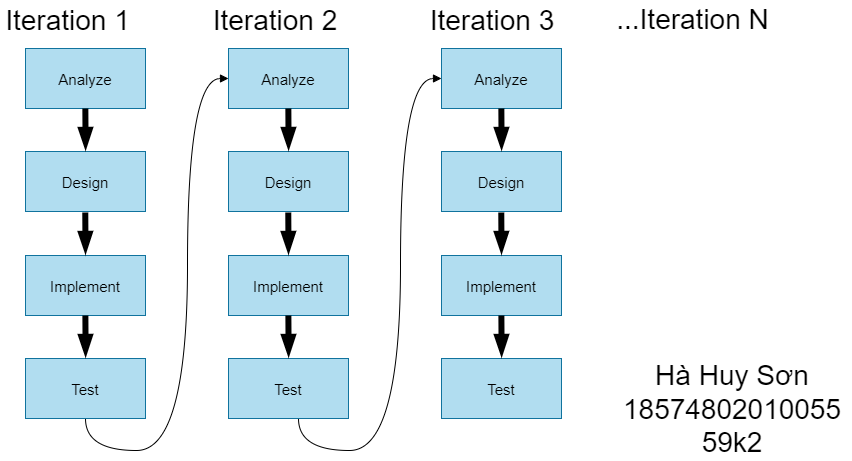 Iteration 1
Iteration 2
Iteration 3
...Iteration N
Analyze
Analyze
Analyze
Design
Design
Design
Implement
Implement
Implement
Test
Test
Test
Hà Huy Sơn
18574802010055
59k2